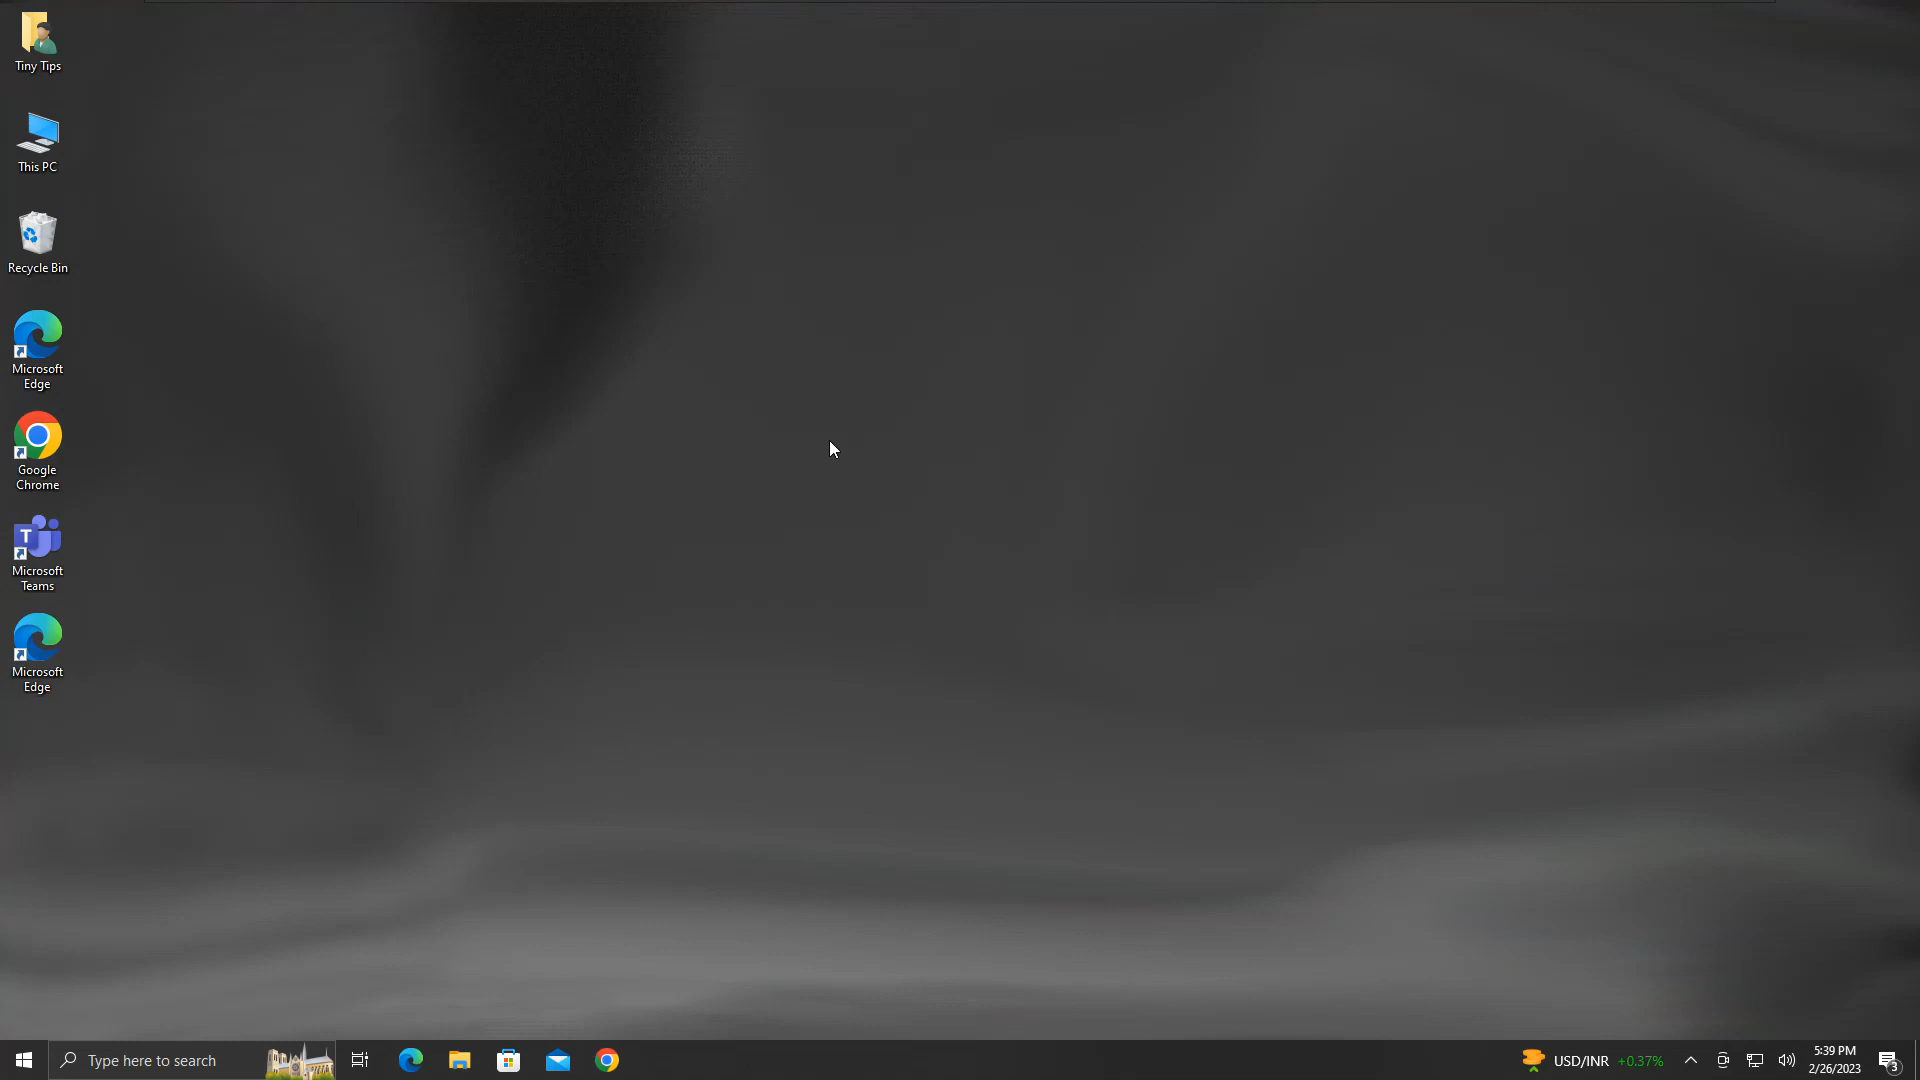 Tiny Tips
This PC
Recycle Bin
Microsoft
Edge
Google
Chrome
T
Microsoft
Teams
Microsoft
Edge
Type here to search
USD/INR +0.37%
5:39 PM
2/26/2023
3